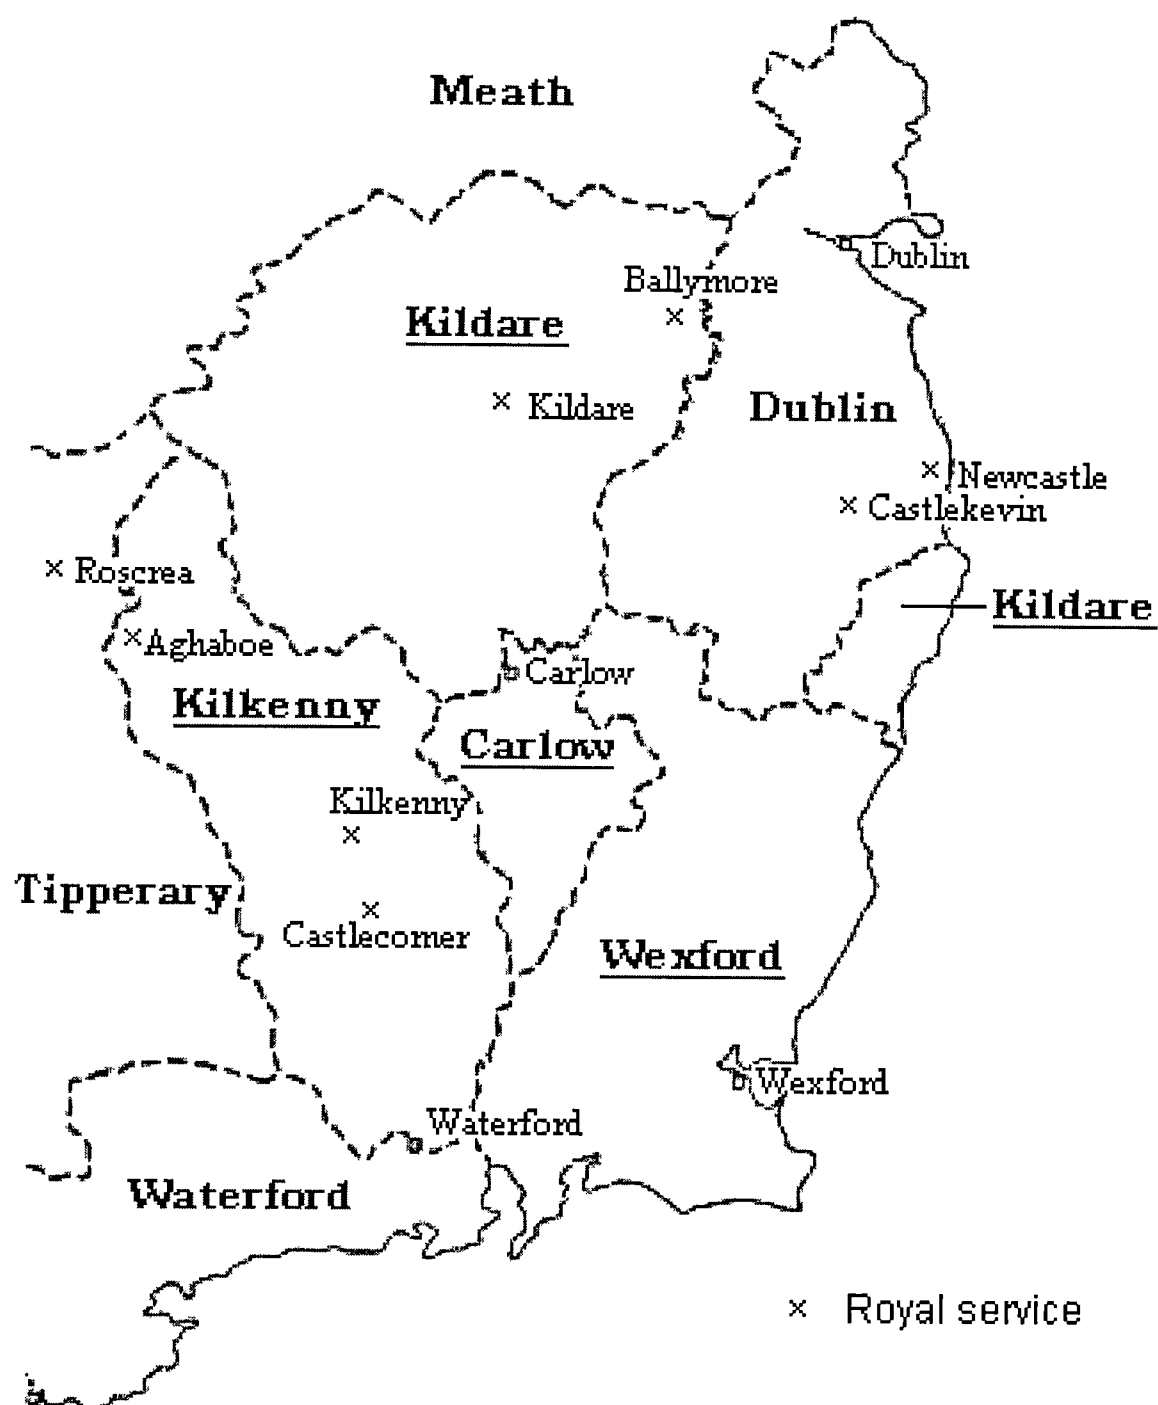 Meath
Dublin
Ballymore
Kildare
Kildare
Dublin
Newcastle
Castlekevin
Roscrea
Kildare
Aghaboe
Carlow
Kilkenny
Carlow
Kilkenny
Tipperary
Castlecomer
Wexford
Wexford
Waterford
Waterford
× Royal service